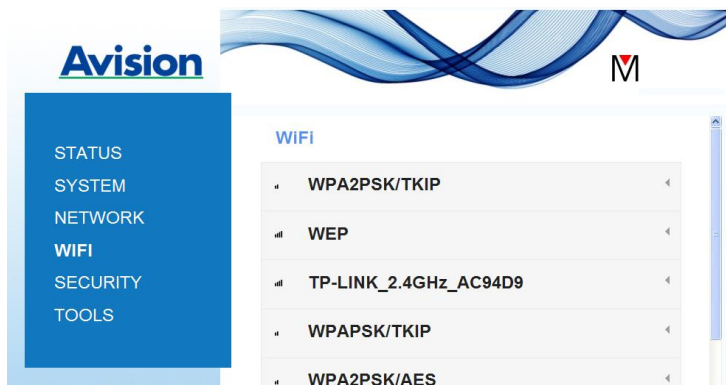 Avision
M
STATUS
SYSTEM
NETWORK
WIFI
SECURITY
TOOLS
WiFi
WPA2PSK/TKIP
WEP
TP-LINK_2.4GHz_AC94D9
WPAPSK/TKIP
WPA2PSK/AES